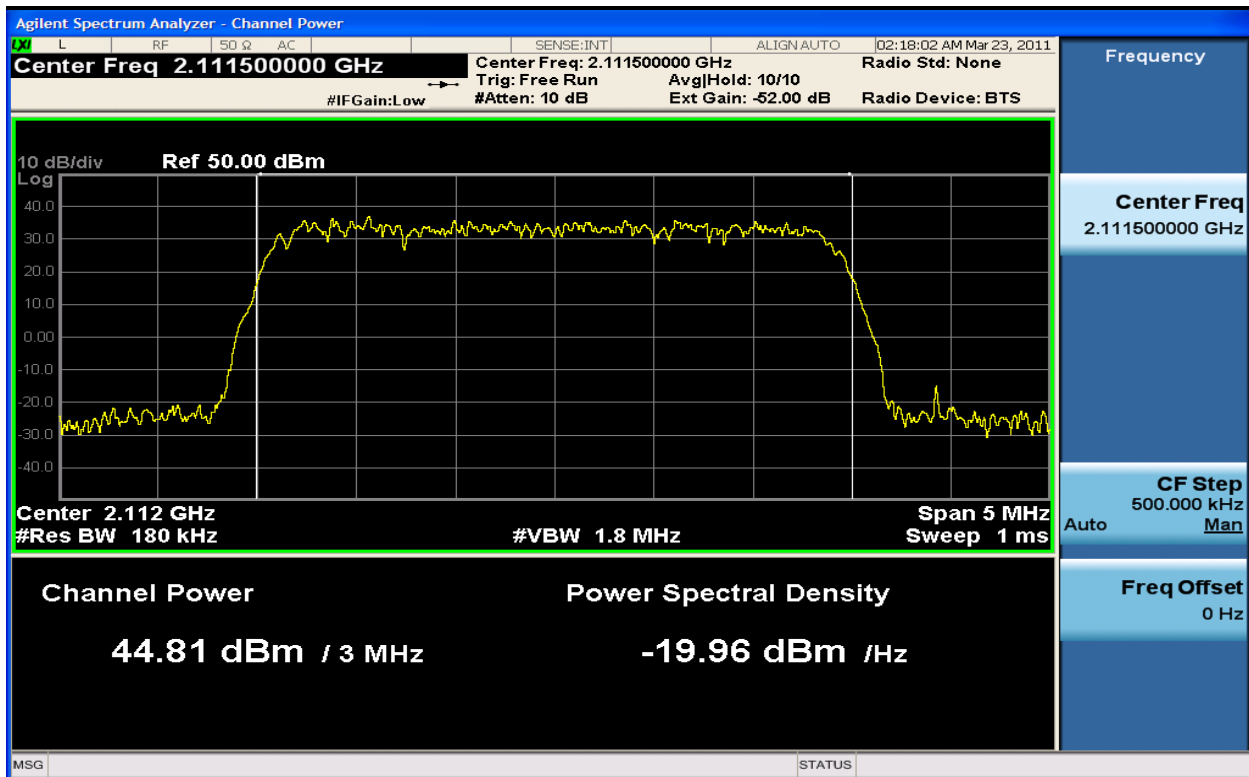 Agilent Spectrum Analyzer - Channel Power
LXI L RF 50 Ω AC SENSE:INT ALIGN AUTO 02:18:02 AM Mar 23, 2011
Center Freq 2.111500000 GHz
Center Freq: 2.111500000 GHz Radio Std: None
Trig: Free Run Avg|Hold: 10/10
#IFGain:Low #Atten: 10 dB Ext Gain: -52.00 dB Radio Device: BTS
10 dB/div Ref 50.00 dBm
Log
40.0
30.0
20.0
10.0
0.00
-10.0
-20.0
-30.0
-40.0
Center 2.112 GHz Span 5 MHz
#Res BW 180 kHz #VBW 1.8 MHz Sweep 1 ms
Channel Power Power Spectral Density
44.81 dBm / 3 MHz -19.96 dBm /Hz
Frequency
Center Freq
2.111500000 GHz
CF Step
500.000 kHz
Auto Man
Freq Offset
0 Hz
MSG STATUS